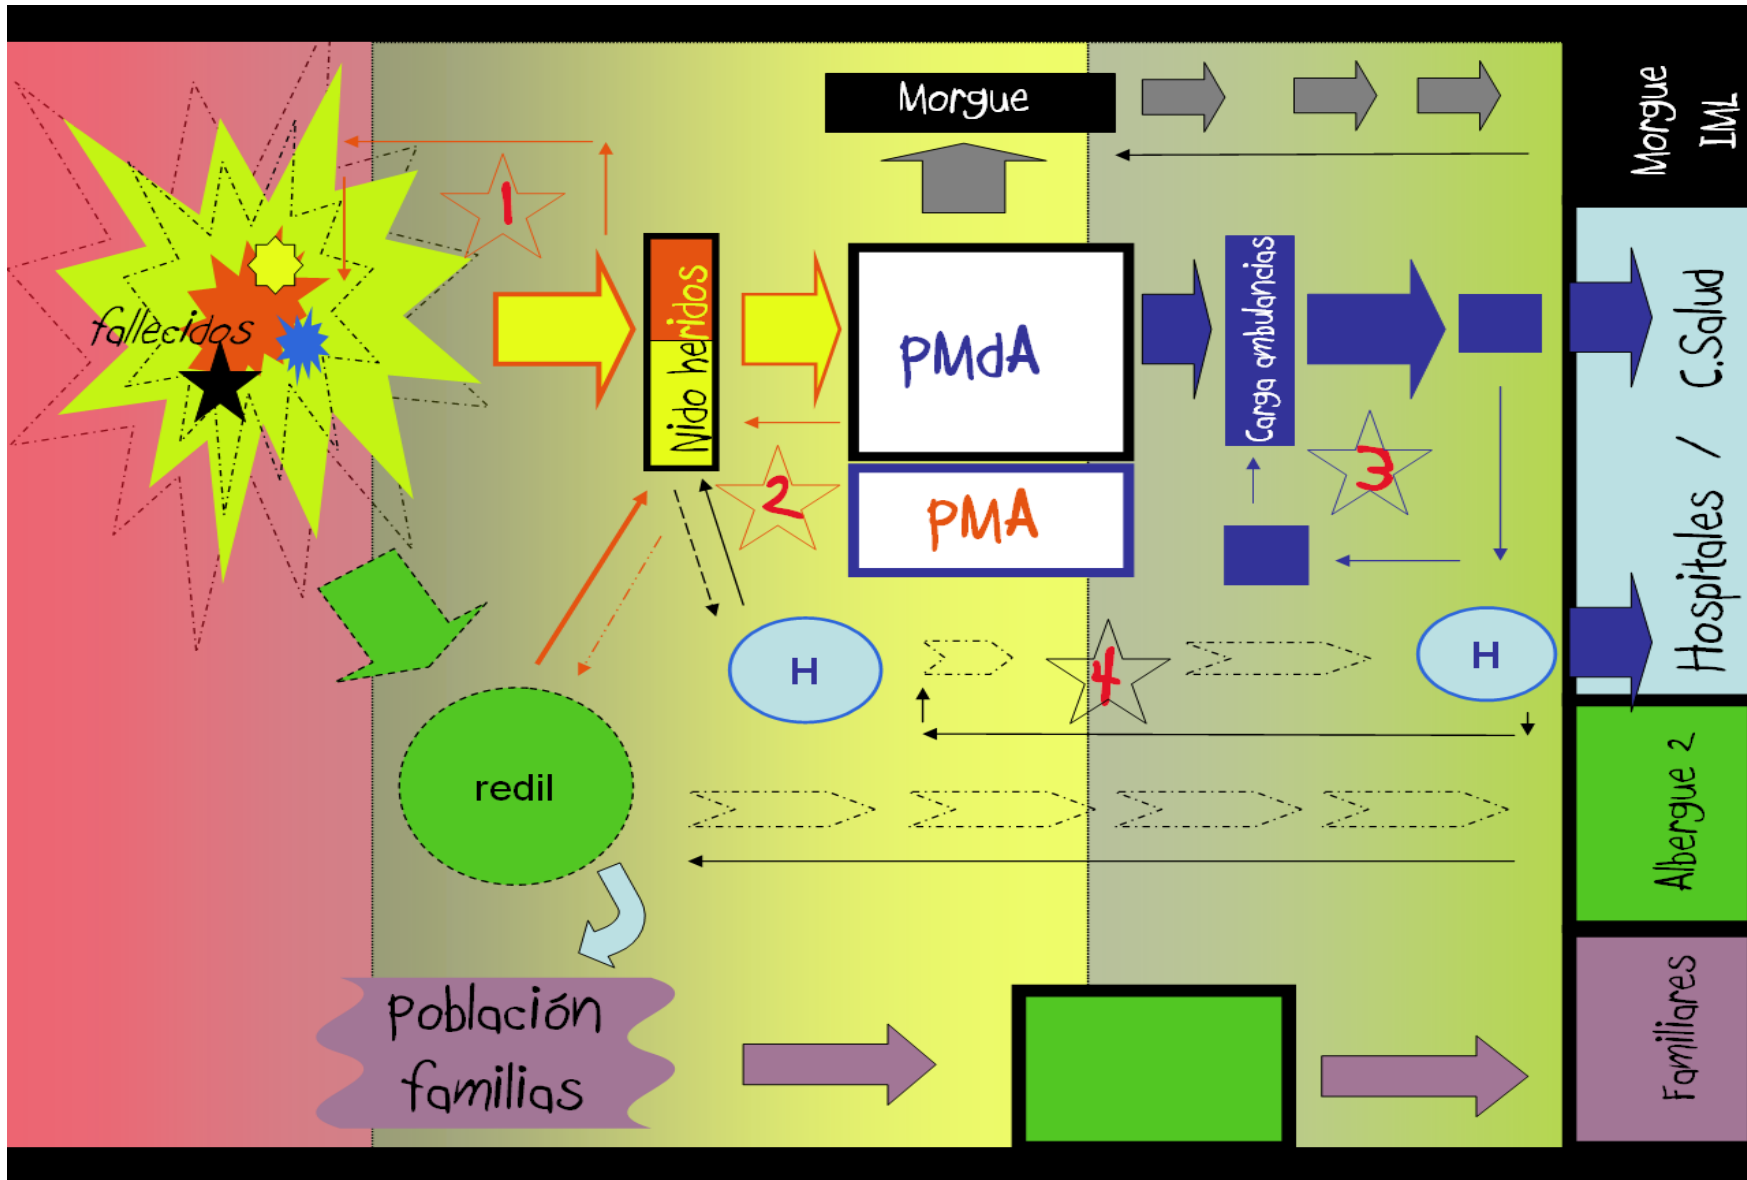 Morgue
Morgue
IML
1
fallecidos
Nido heridos
PMdA
Carga ambulancias
Hospitales / C.Salud
2
3
PMA
H
4
H
redil
Albergue 2
Población
familias
Familiares